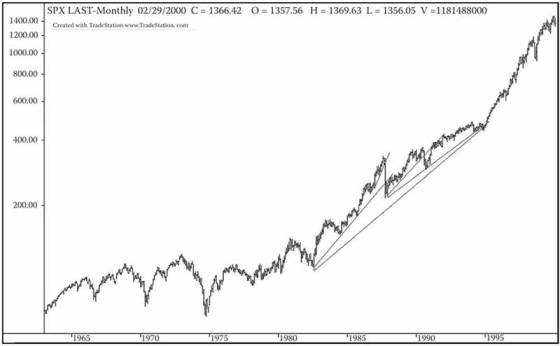 SPX LAST-Monthly 02/29/2000 C = 1366.42 O = 1357.56 H = 1369.63 L = 1356.05 V =1181488000
Created with TradeStation www.TradeStation.com
1400.00
1200.00
1000.00
800.00
600.00
400.00
200.00
1965 1970 1975 1980 1985 1990 1995